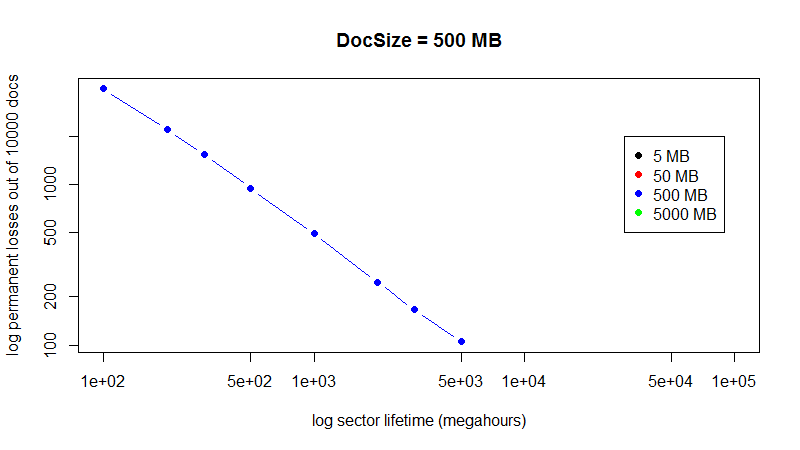 DocSize = 500 MB
log permanent losses out of 10000 docs
1000
500
200
100
5 MB
50 MB
500 MB
5000 MB
1e+02
5e+02
1e+03
5e+03
1e+04
5e+04
1e+05
log sector lifetime (megahours)